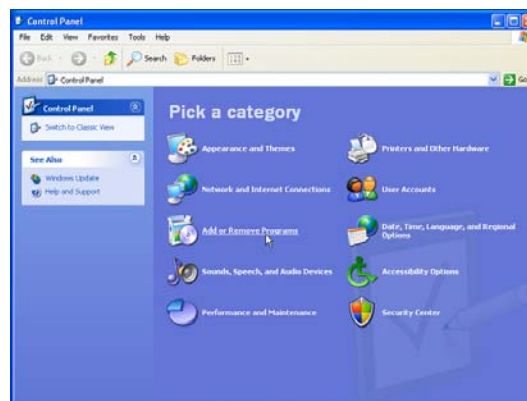 Control Panel
File Edit View Favorites Tools Help
Back Search Folders
Address Control Panel Go
Control Panel
Switch to Classic View
See Also
Windows Update
Help and Support
Pick a category
Appearance and Themes
Printers and Other Hardware
Network and Internet Connections
User Accounts
Add or Remove Programs
Date, Time, Language, and Regional
Options
Sounds, Speech, and Audio Devices
Accessibility Options
Performance and Maintenance
Security Center